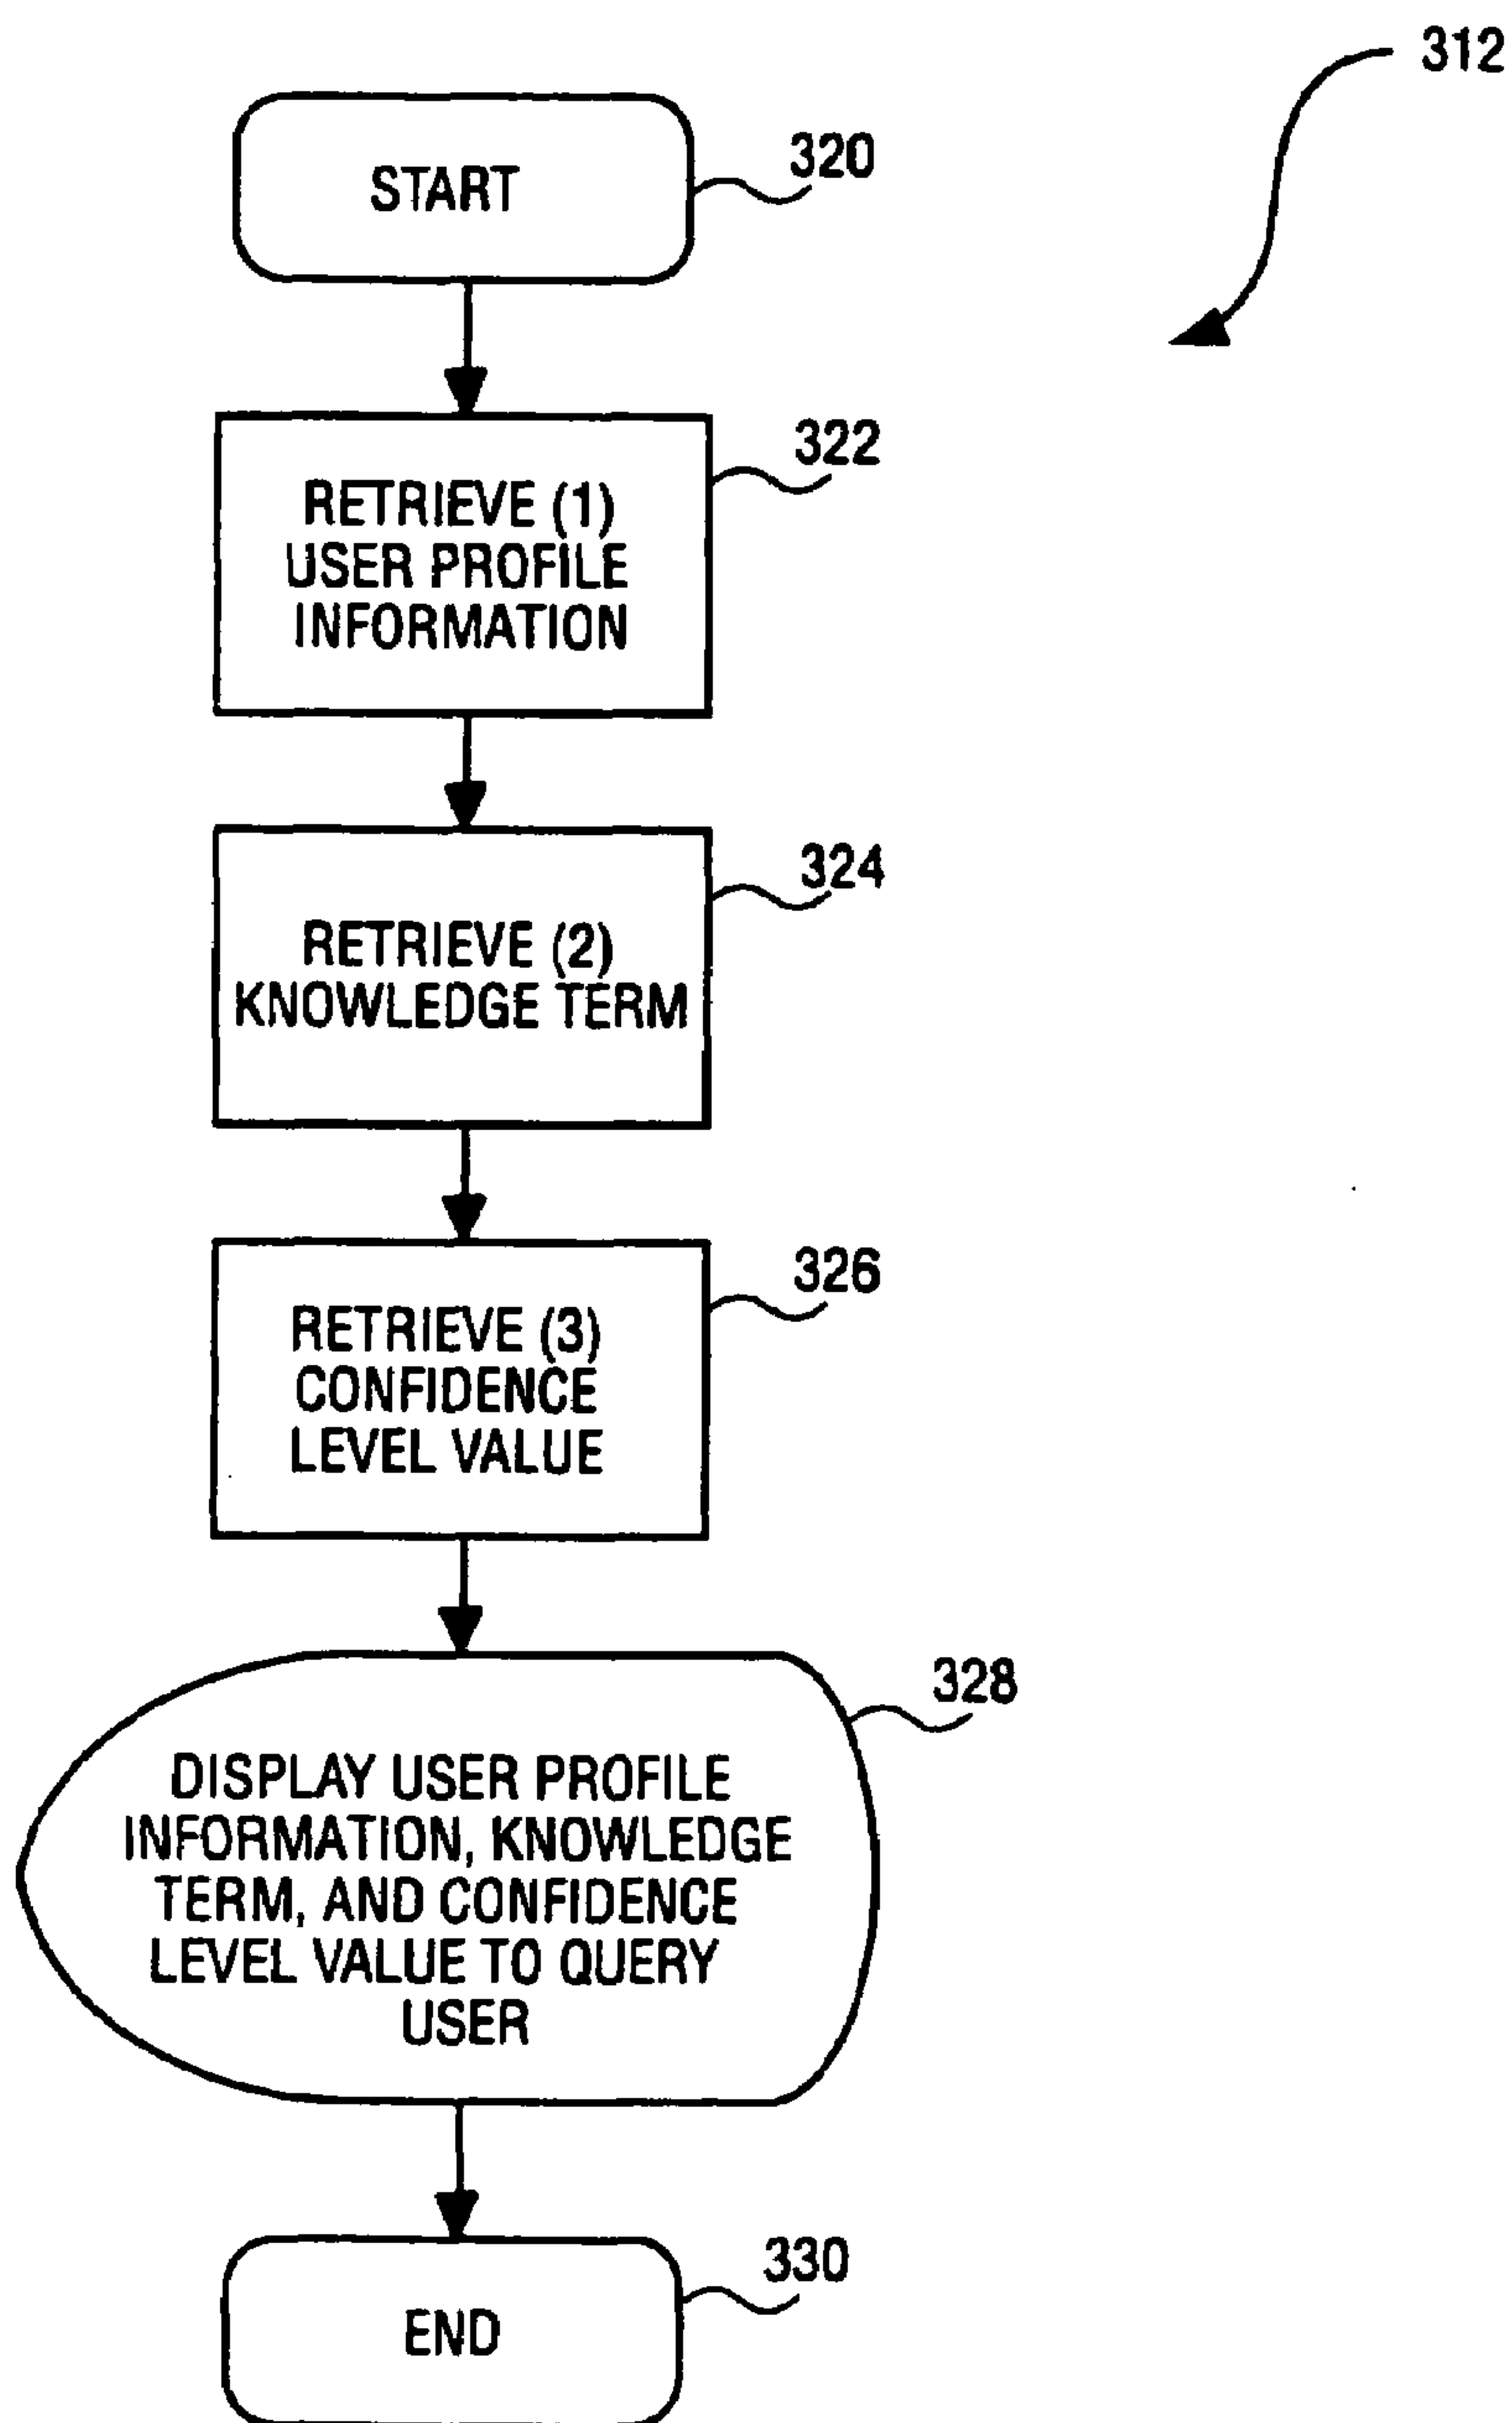 312
START
320
RETRIEVE (1)
USER PROFILE
INFORMATION
322
RETRIEVE (2)
KNOWLEDGE TERM
324
RETRIEVE (3)
CONFIDENCE
LEVEL VALUE
326
DISPLAY USER PROFILE
INFORMATION, KNOWLEDGE
TERM, AND CONFIDENCE
LEVEL VALUE TO QUERY
USER
328
END
330